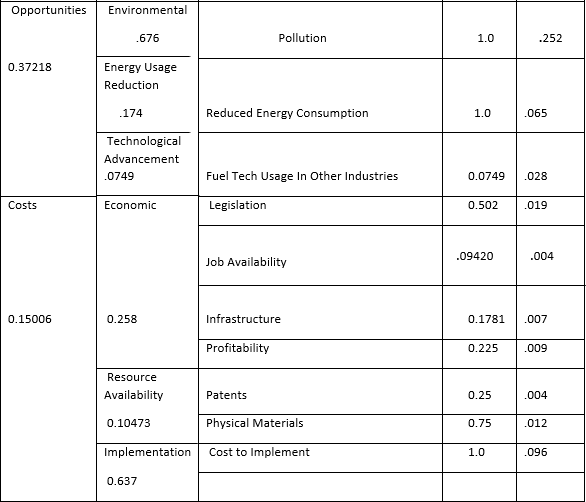 Opportunities Environmental
.676 Pollution 1.0 .252
0.37218 Energy Usage
Reduction
.174 Reduced Energy Consumption 1.0 .065
Technological
Advancement
.0749 Fuel Tech Usage In Other Industries 0.0749 .028
Costs Economic Legislation 0.502 .019
Job Availability .09420 .004
0.15006 0.258 Infrastructure 0.1781 .007
Profitability 0.225 .009
Resource
Availability Patents 0.25 .004
0.10473 Physical Materials 0.75 .012
Implementation Cost to Implement 1.0 .096
0.637